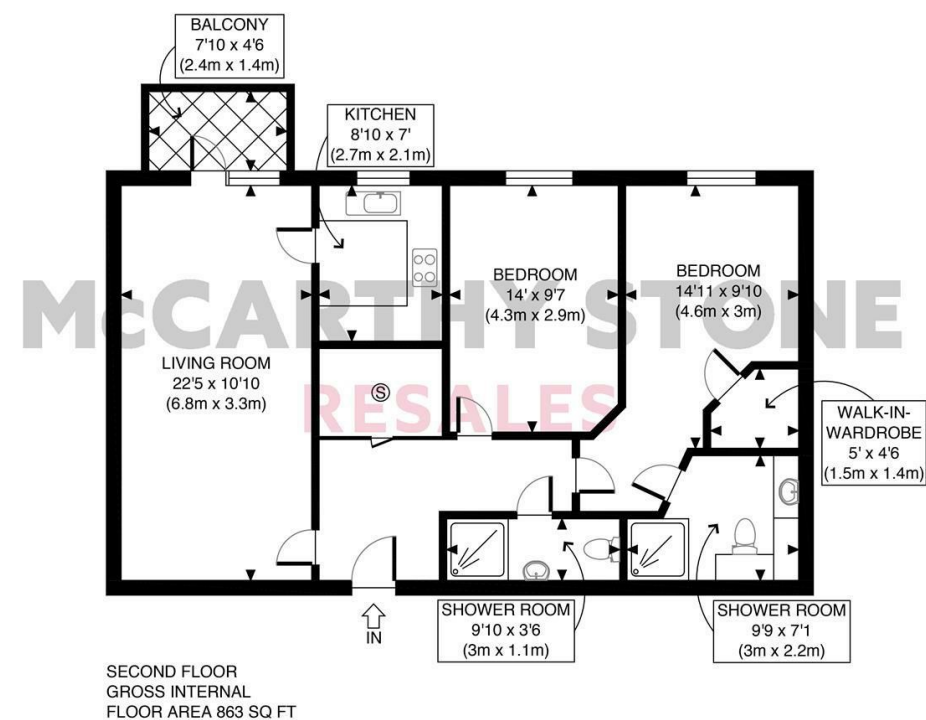 BALCONY
7'10 x 4'6
(2.4m x 1.4m)
KITCHEN
8'10 x 7'
(2.7m x 2.1m)
BEDROOM
14' x 9'7
(4.3m x 2.9m)
BEDROOM
14'11 x 9'10
(4.6m x 3m)
McCARTHY STONE
RESALES
LIVING ROOM
22'5 x 10'10
(6.8m x 3.3m)
S
WALK-IN-
WARDROBE
5' x 4'6
(1.5m x 1.4m)
IN
SHOWER ROOM
9'10 x 3'6
(3m x 1.1m)
SHOWER ROOM
9'9 x 7'1
(3m x 2.2m)
SECOND FLOOR
GROSS INTERNAL
FLOOR AREA 863 SQ FT